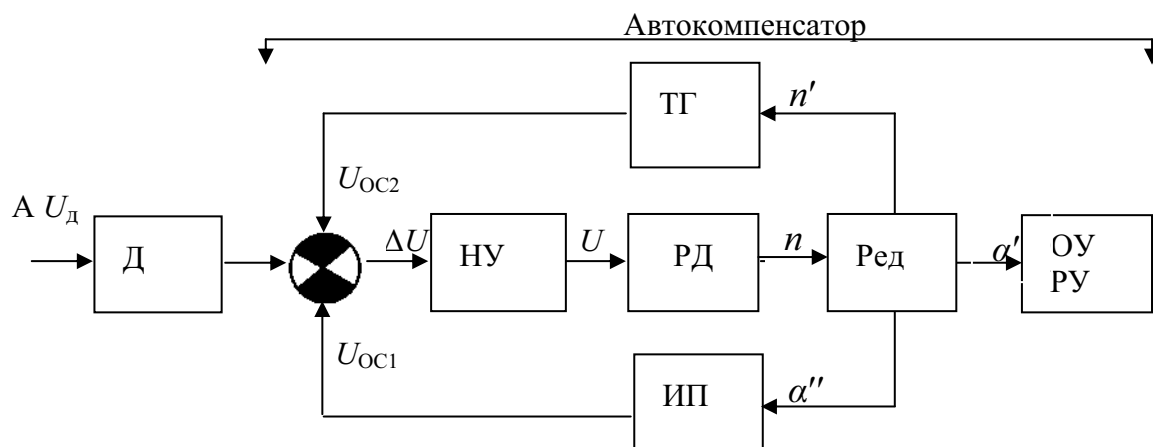 Автокомпенсатор
ТГ
n′
U_ОС2
А U_д
Д
ΔU
НУ
U
РД
n
Ред
α′
ОУ
РУ
U_ОС1
ИП
α″